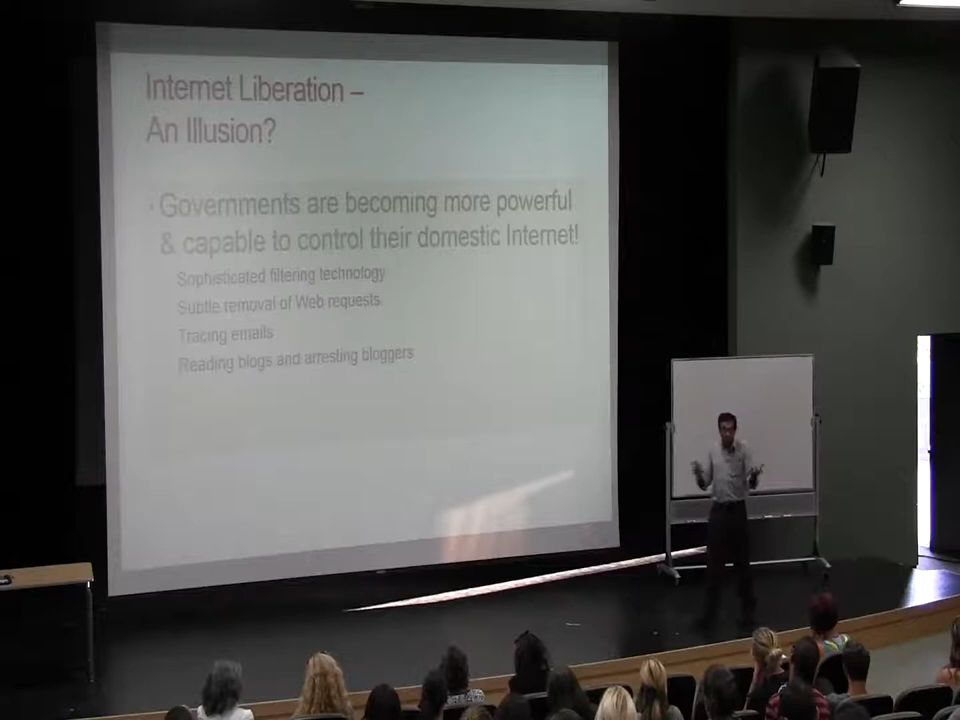 Internet Liberation –
An Illusion?
· Governments are becoming more powerful
& capable to control their domestic Internet!
Sophisticated filtering technology
Subtle removal of Web requests
Tracing emails
Reading blogs and arresting bloggers